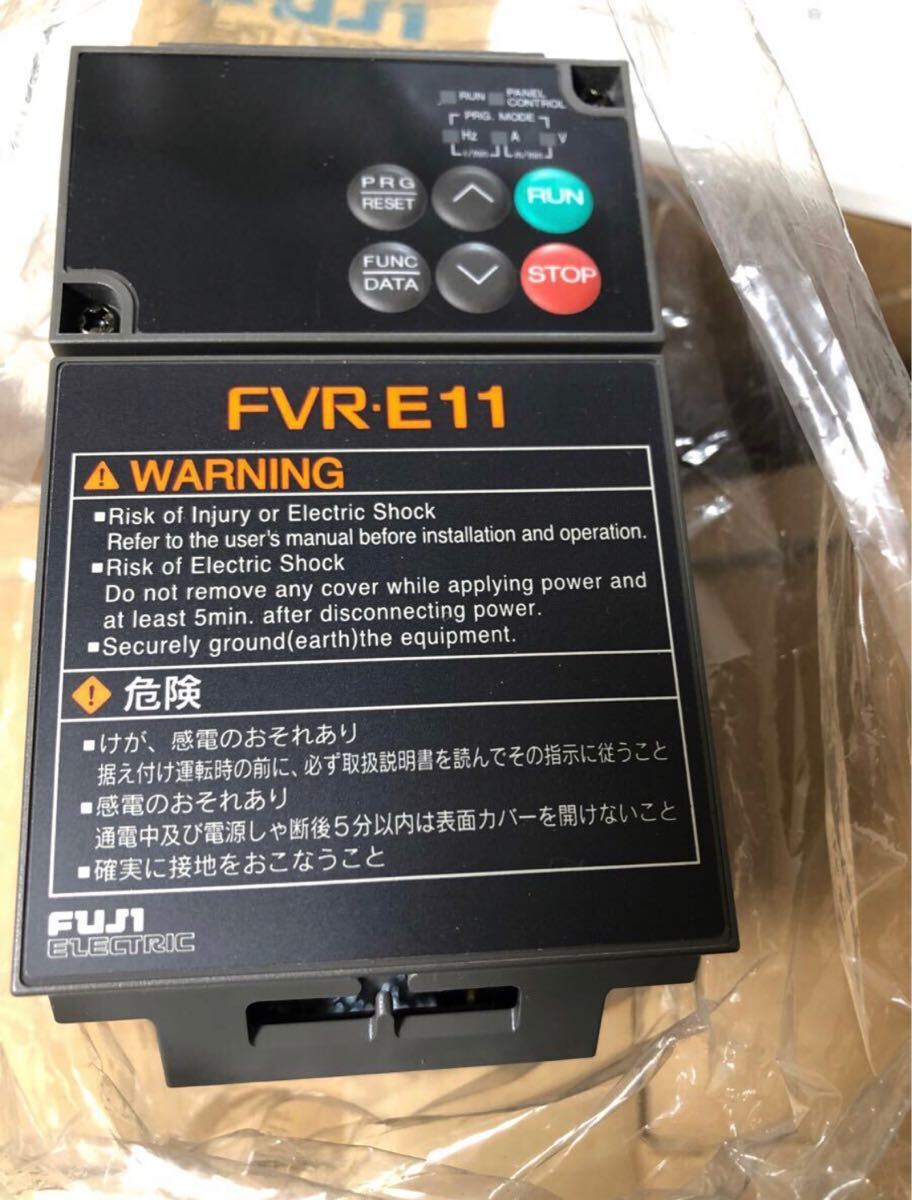 RUN PANEL CONTROL
PRG. MODE
Hz A V
r/min m/min
PRG RESET
RUN
FUNC DATA
STOP
FVR·E11
WARNING
■Risk of Injury or Electric Shock
Refer to the user's manual before installation and operation.
■Risk of Electric Shock
Do not remove any cover while applying power and
at least 5min. after disconnecting power.
■Securely ground(earth)the equipment.
危険
■けが、感電のおそれあり
据え付け運転時の前に、必ず取扱説明書を読んでその指示に従うこと
■感電のおそれあり
通電中及び電源しゃ断後5分以内は表面カバーを開けないこと
■確実に接地をおこなうこと
FUJI
ELECTRIC